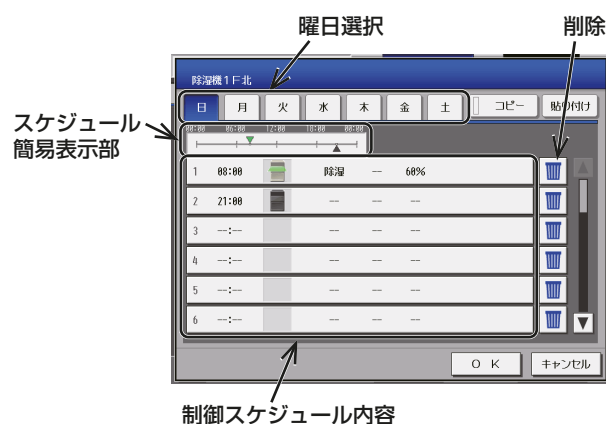 曜日選択
削除
除湿機1F北
日 月 火 水 木 金 土 コピー 貼り付け
スケジュール
簡易表示部
00:00 06:00 12:00 18:00 00:00
1 08:00 除湿 -- 60%
2 21:00 -- -- --
3 --:-- -- -- --
4 --:-- -- -- --
5 --:-- -- -- --
6 --:-- -- -- --
OK キャンセル
制御スケジュール内容